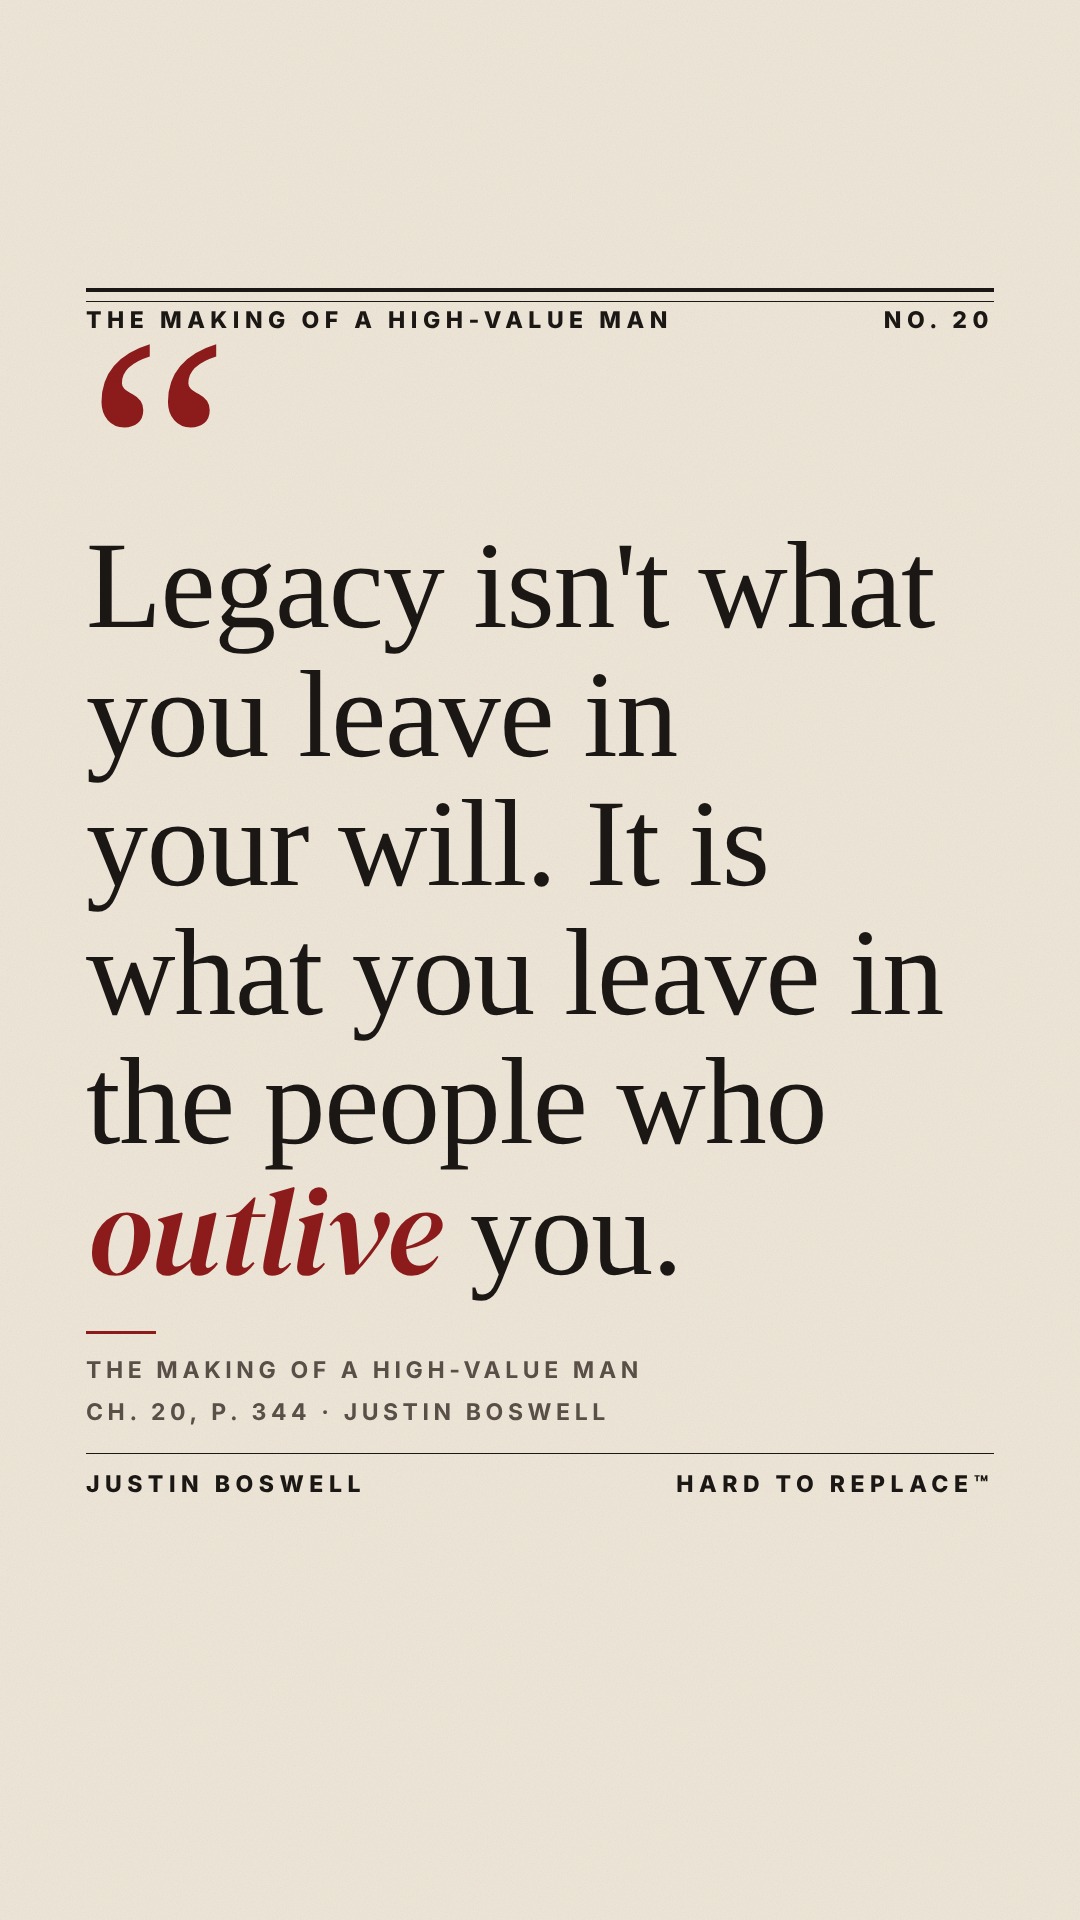 THE MAKING OF A HIGH-VALUE MAN NO. 20
“
Legacy isn't what
you leave in
your will. It is
what you leave in
the people who
outlive you.
THE MAKING OF A HIGH-VALUE MAN
CH. 20, P. 344 · JUSTIN BOSWELL
JUSTIN BOSWELL HARD TO REPLACE™